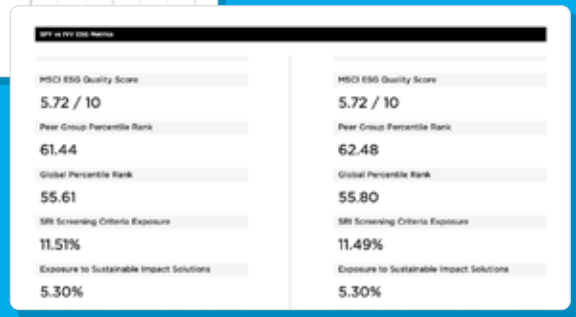 SPY vs IVV ESG Metrics
MSCI ESG Quality Score
5.72 / 10
Peer Group Percentile Rank
61.44
Global Percentile Rank
55.61
SRI Screening Criteria Exposure
11.51%
Exposure to Sustainable Impact Solutions
5.30%
MSCI ESG Quality Score
5.72 / 10
Peer Group Percentile Rank
62.48
Global Percentile Rank
55.80
SRI Screening Criteria Exposure
11.49%
Exposure to Sustainable Impact Solutions
5.30%